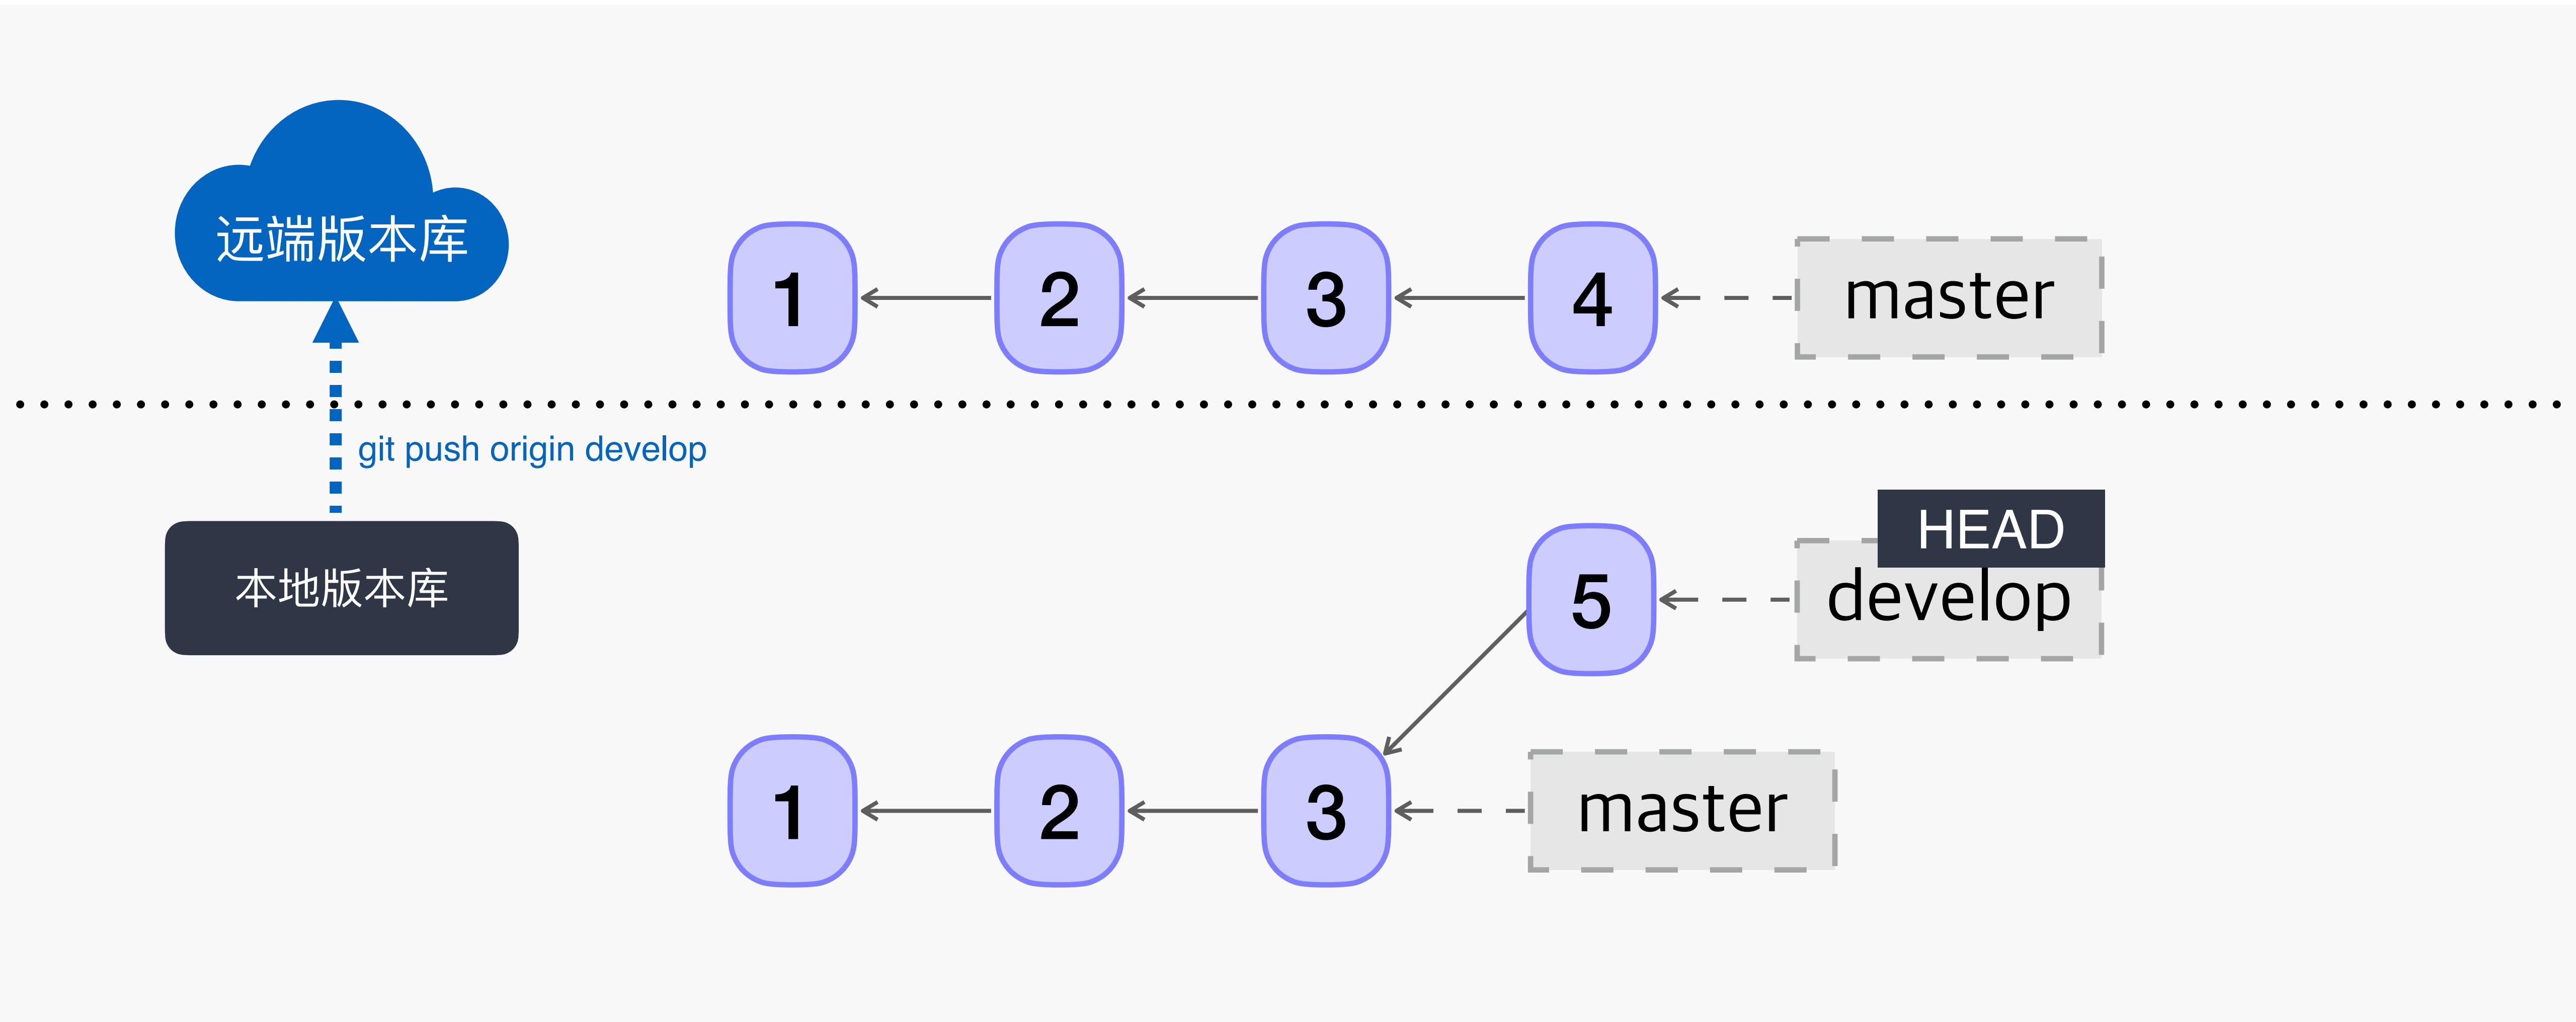 远端版本库
1
2
3
4
master
git push origin develop
本地版本库
HEAD
5
develop
1
2
3
master